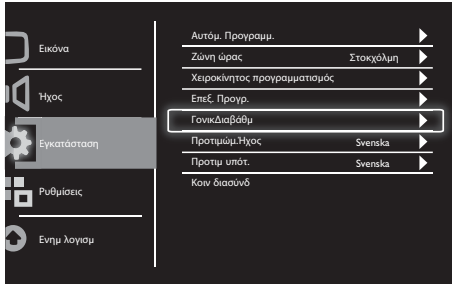 Εικόνα
Ήχος
Εγκατάσταση
Ρυθμίσεις
Ενημ λογισμ
Αυτόμ. Προγραμμ.
Ζώνη ώρας Στοκχόλμη
Χειροκίνητος προγραμματισμός
Επεξ. Προγρ.
ΓονικΔιαβάθμ
Προτιμώμ.Ήχος Svenska
Προτιμ υπότ. Svenska
Κοιν διασύνδ